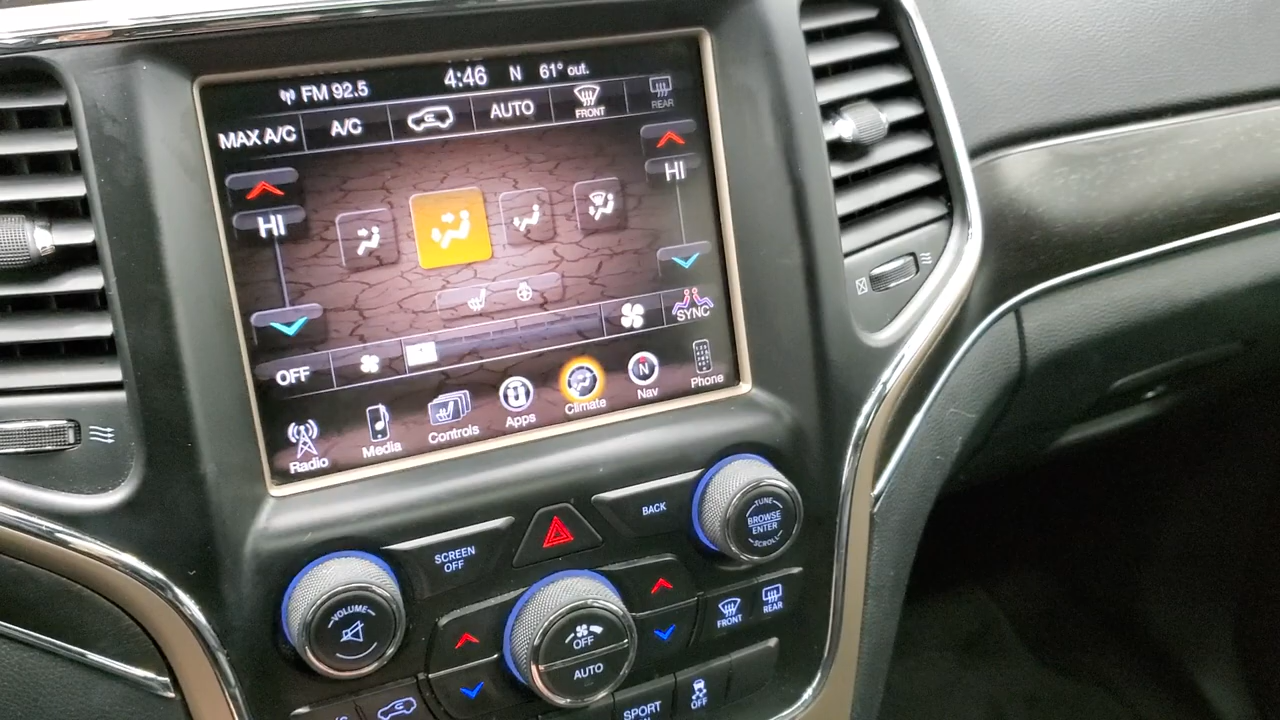 FM 92.5 4:46 N 61° out.
MAX A/C A/C AUTO FRONT REAR
HI HI
OFF SYNC
Radio Media Controls Apps Climate Nav Phone
N
SCREEN OFF
BACK
TUNE
BROWSE
ENTER
SCROLL
VOLUME
OFF
AUTO
FRONT REAR
SPORT
OFF